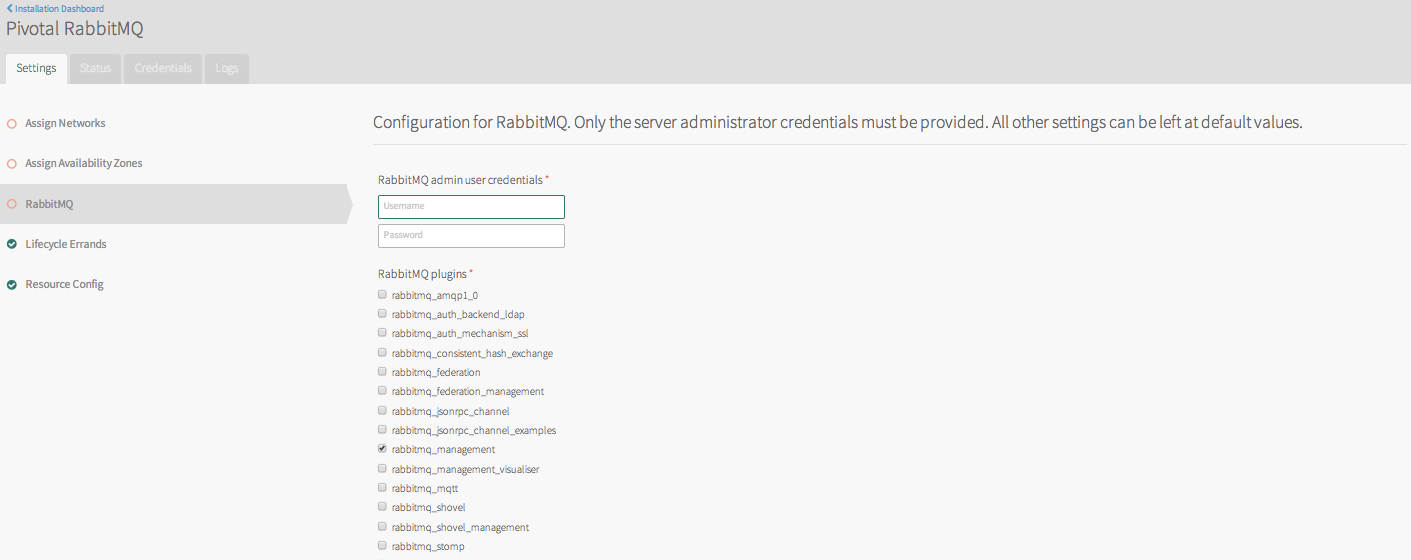 Installation Dashboard
Pivotal RabbitMQ
Settings Status Credentials Logs
Assign Networks
Assign Availability Zones
RabbitMQ
Lifecycle Errands
Resource Config
Configuration for RabbitMQ. Only the server administrator credentials must be provided. All other settings can be left at default values.
RabbitMQ admin user credentials *
Username
Password
RabbitMQ plugins *
rabbitmq_amqp1_0
rabbitmq_auth_backend_ldap
rabbitmq_auth_mechanism_ssl
rabbitmq_consistent_hash_exchange
rabbitmq_federation
rabbitmq_federation_management
rabbitmq_jsonrpc_channel
rabbitmq_jsonrpc_channel_examples
rabbitmq_management
rabbitmq_management_visualiser
rabbitmq_mqtt
rabbitmq_shovel
rabbitmq_shovel_management
rabbitmq_stomp